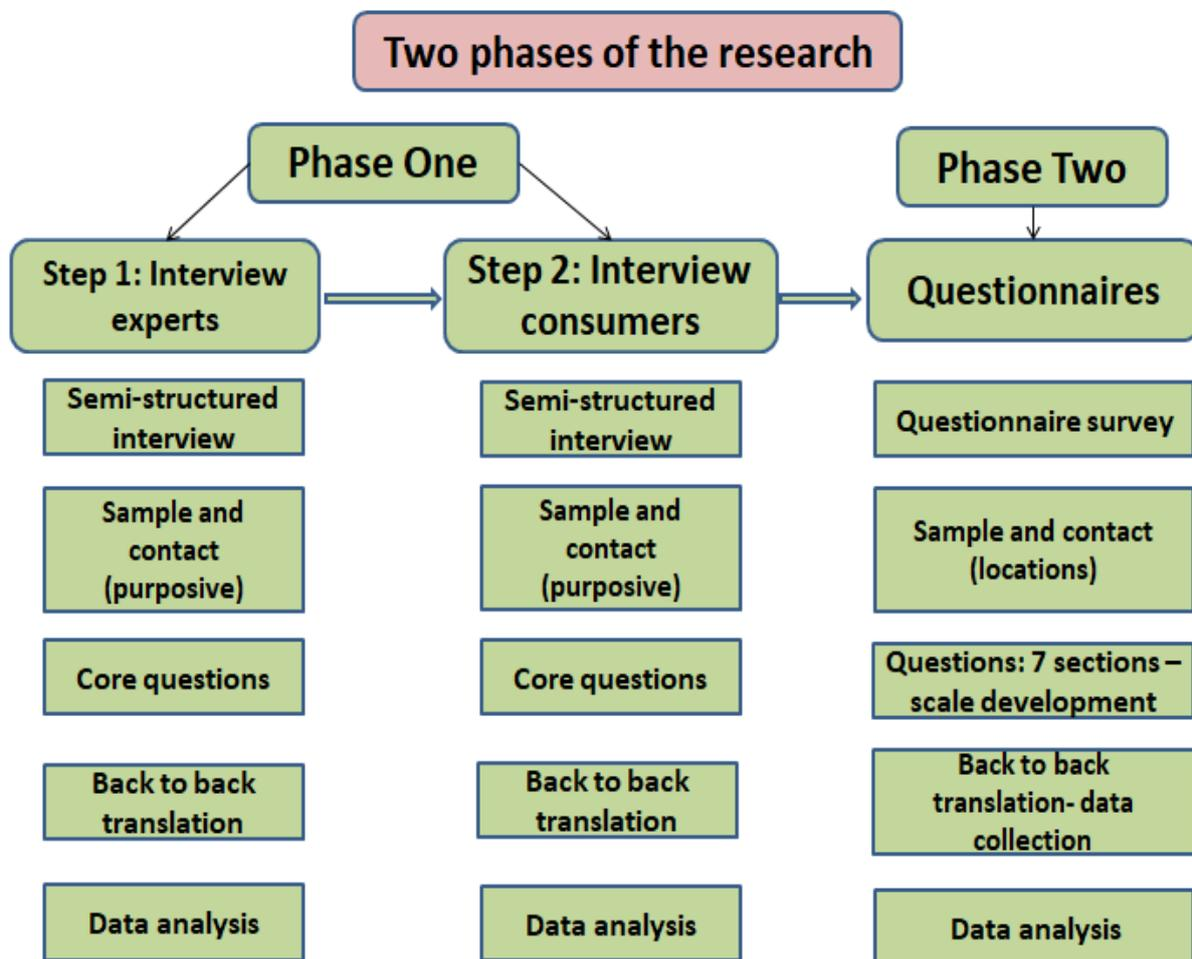 Two phases of the research
Phase One
Phase Two
Step 1: Interview
experts
Step 2: Interview
consumers
Questionnaires
Semi-structured
interview
Semi-structured
interview
Questionnaire survey
Sample and
contact
(purposive)
Sample and
contact
(purposive)
Sample and contact
(locations)
Core questions
Core questions
Questions: 7 sections –
scale development
Back to back
translation
Back to back
translation
Back to back
translation- data
collection
Data analysis
Data analysis
Data analysis